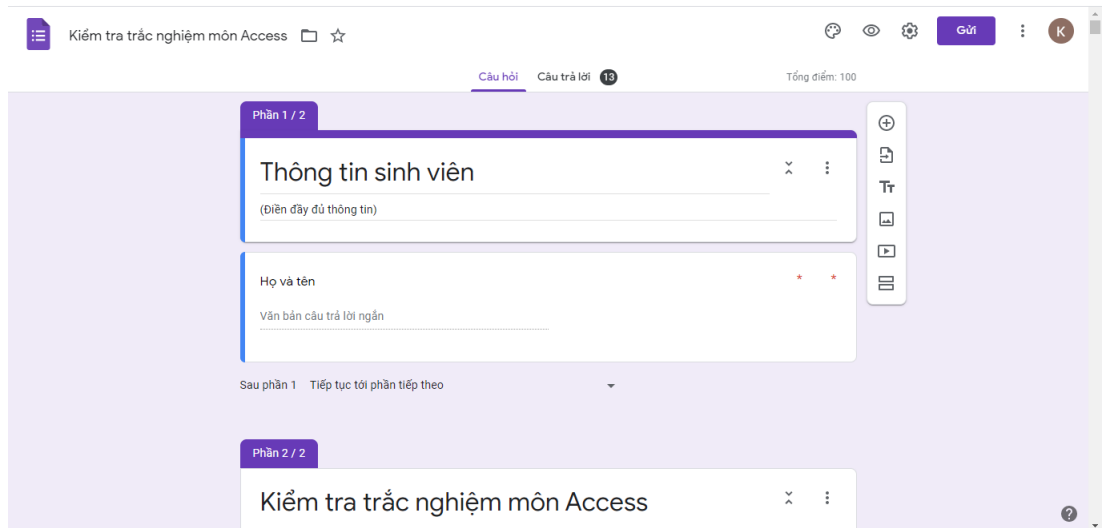 Kiểm tra trắc nghiệm môn Access
Gửi
K
Câu hỏi Câu trả lời 13
Tổng điểm: 100
Phần 1 / 2
Thông tin sinh viên
(Điền đầy đủ thông tin)
Tт
Họ và tên
* *
Văn bản câu trả lời ngắn
Sau phần 1 Tiếp tục tới phần tiếp theo
Phần 2 / 2
Kiểm tra trắc nghiệm môn Access